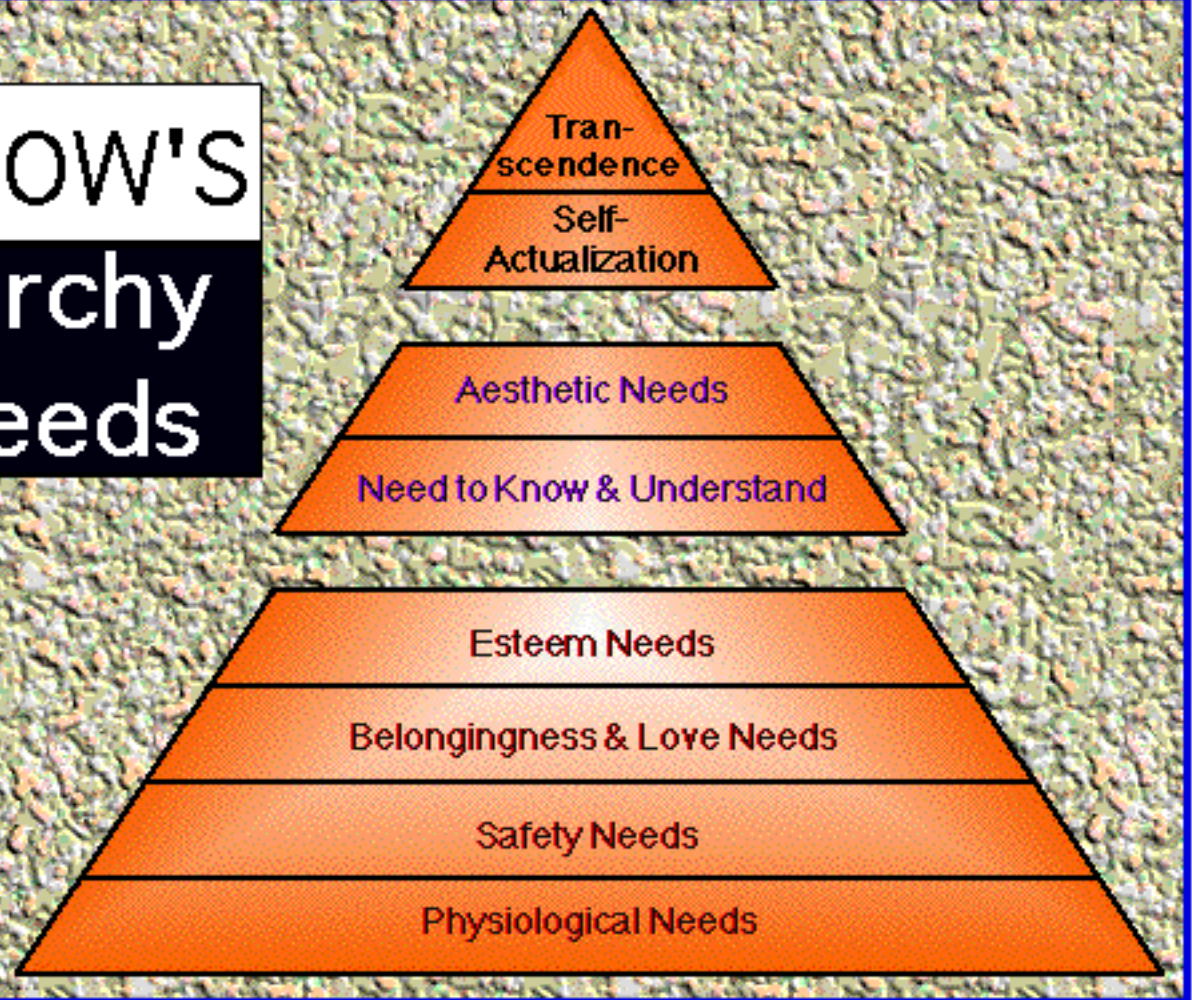 OW'S
rchy
eeds
Tran-
scendence
Self-
Actualization
Aesthetic Needs
Need to Know & Understand
Esteem Needs
Belongingness & Love Needs
Safety Needs
Physiological Needs